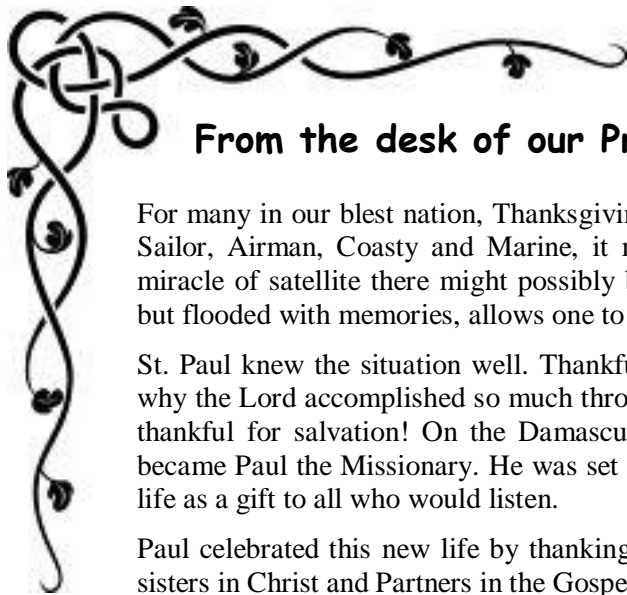 From the desk of our Pr
For many in our blest nation, Thanksgivin
Sailor, Airman, Coasty and Marine, it r
miracle of satellite there might possibly b
but flooded with memories, allows one to
St. Paul knew the situation well. Thankfu
why the Lord accomplished so much thro
thankful for salvation! On the Damascu
became Paul the Missionary. He was set
life as a gift to all who would listen.
Paul celebrated this new life by thanking
sisters in Christ and Partners in the Gospe